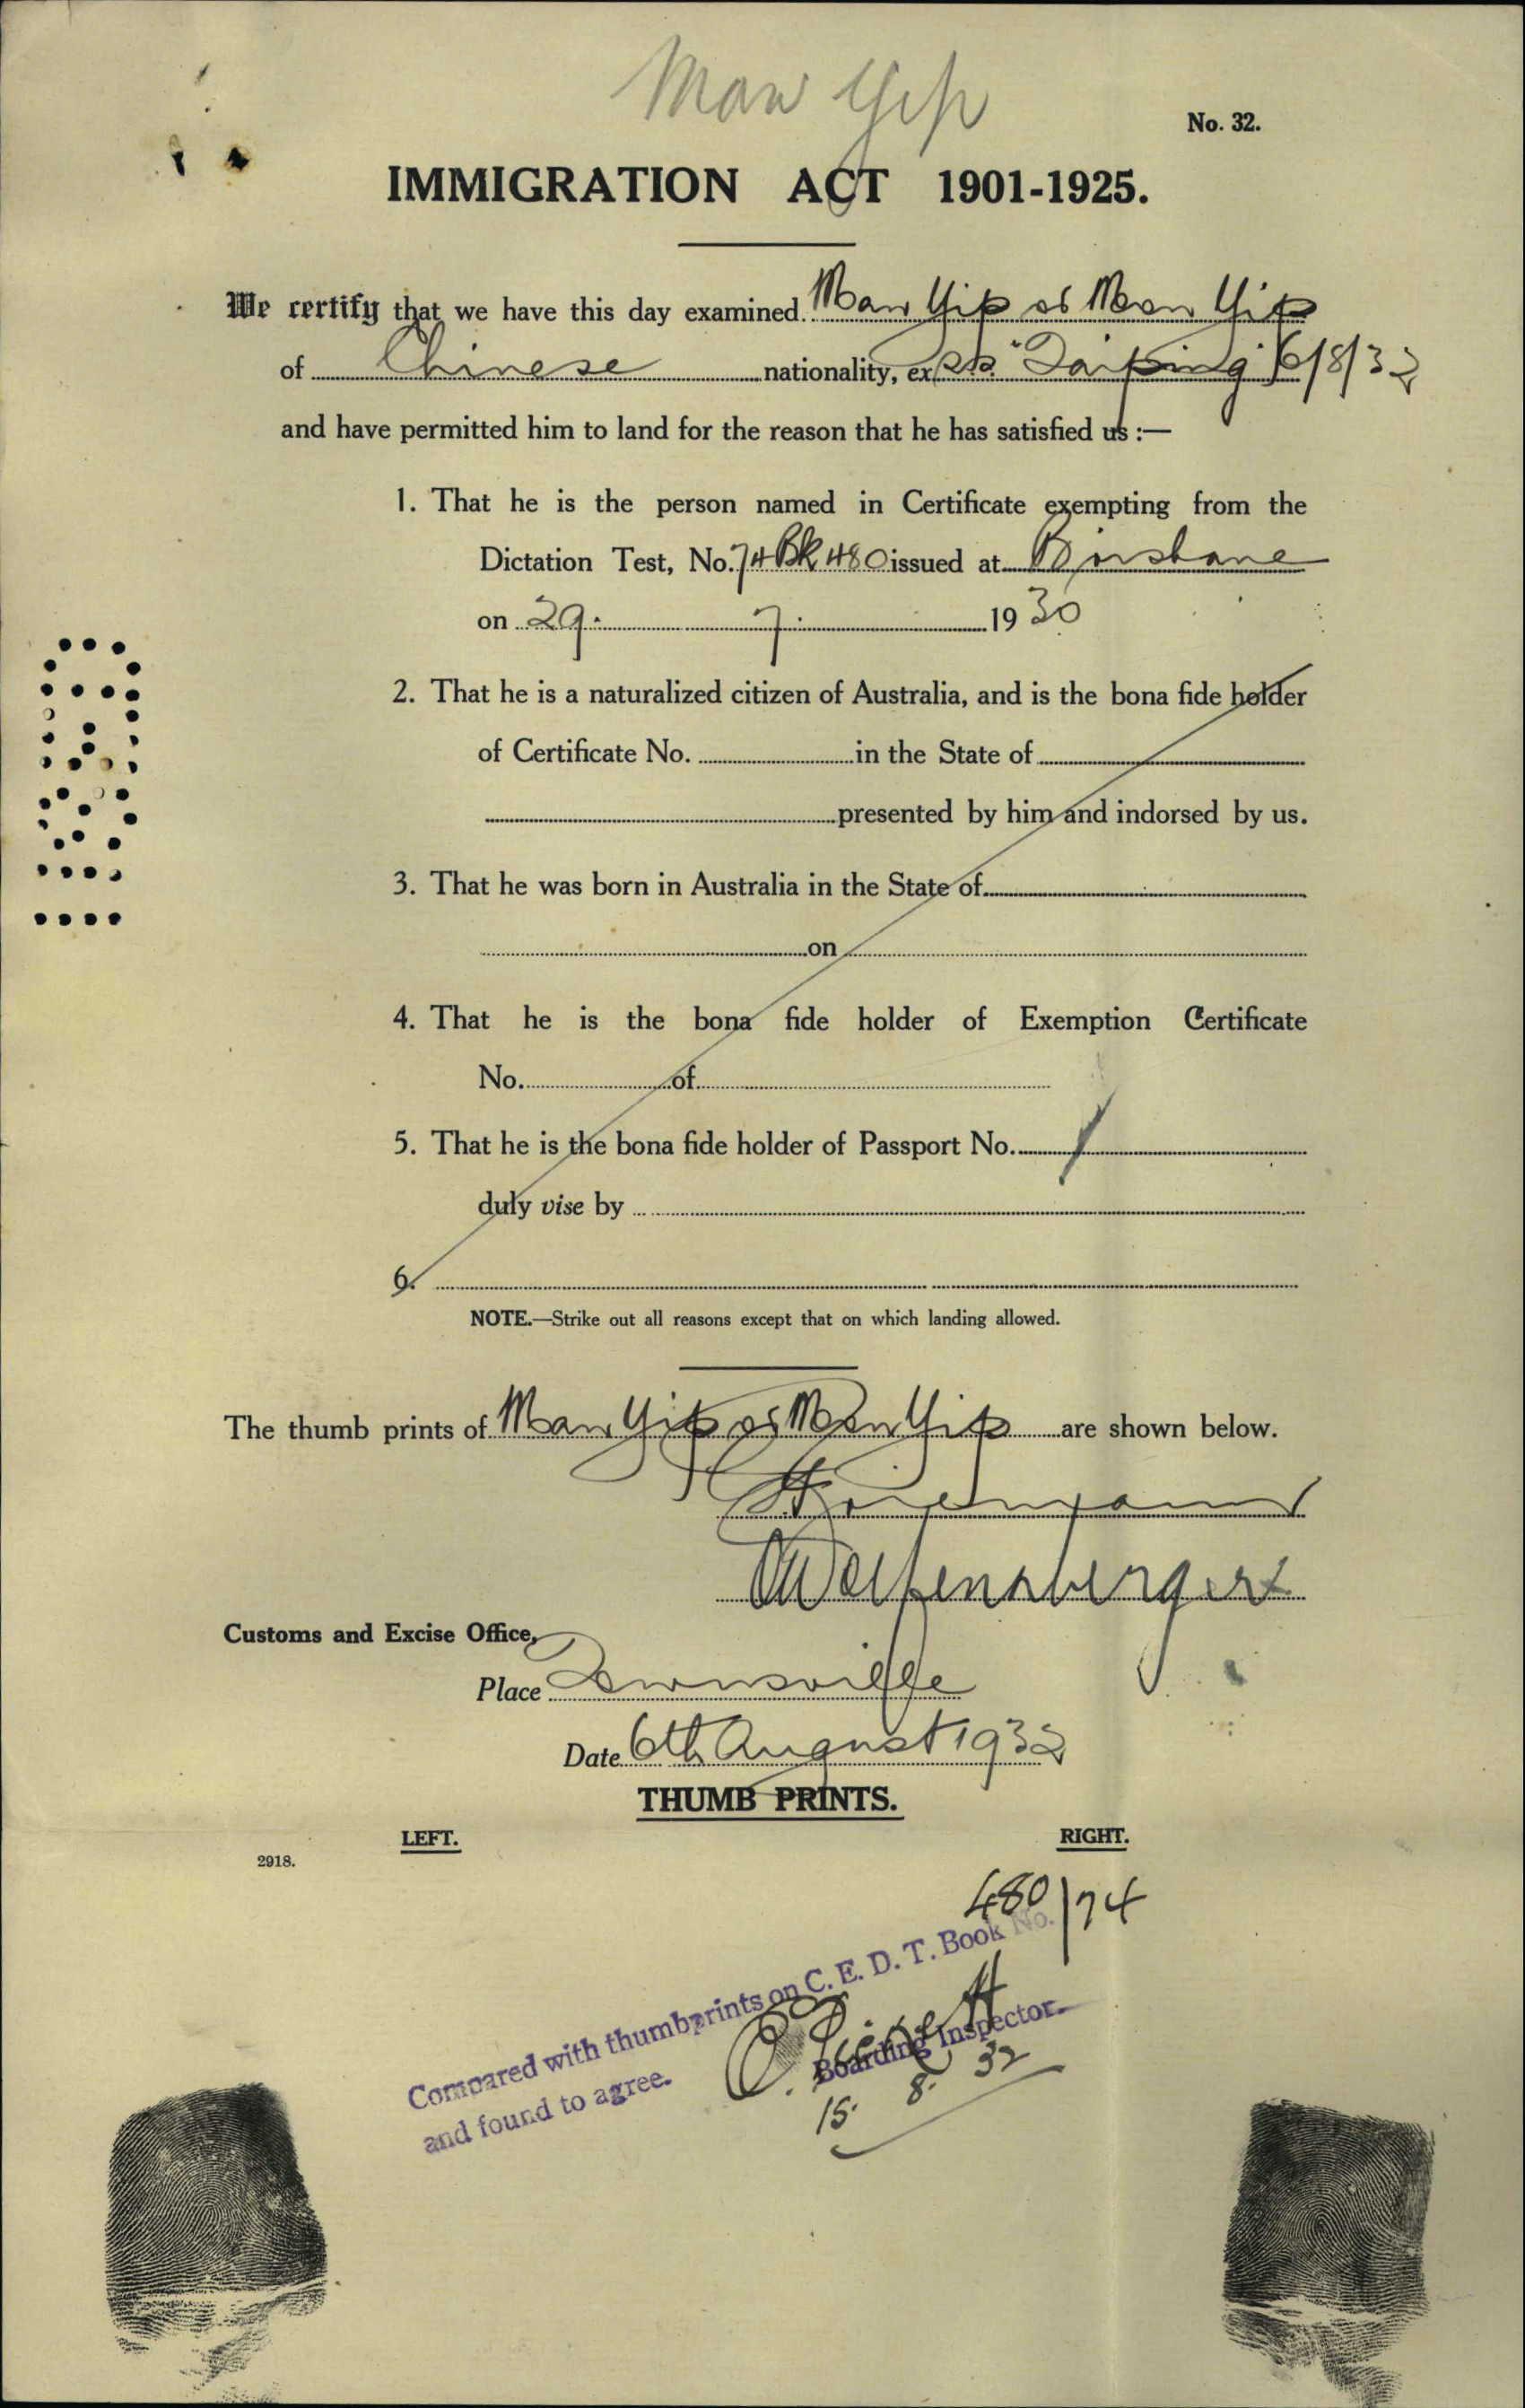 Maw Yip
No. 32.
IMMIGRATION ACT 1901-1925.
We certify that we have this day examined Maw Yip or Mow Yip
of Chinese nationality, ex ss. "Taiping" 6/8/32
and have permitted him to land for the reason that he has satisfied us :—
1. That he is the person named in Certificate exempting from the
Dictation Test, No. 74 Bk 480 issued at Brisbane
on 29. 7. 1930
2. That he is a naturalized citizen of Australia, and is the bona fide holder
of Certificate No. in the State of
presented by him and indorsed by us.
3. That he was born in Australia in the State of
on
4. That he is the bona fide holder of Exemption Certificate
No. of
5. That he is the bona fide holder of Passport No.
duly vise by
6.
NOTE.—Strike out all reasons except that on which landing allowed.
The thumb prints of Maw Yip or Mow Yip are shown below.
Customs and Excise Office,
Place Townsville
Date 6th August 1932
THUMB PRINTS.
LEFT. RIGHT.
2918.
480/74
Compared with thumbprints on C. E. D. T. Book No.
and found to agree.
Boarding Inspector.
15. 8. 32